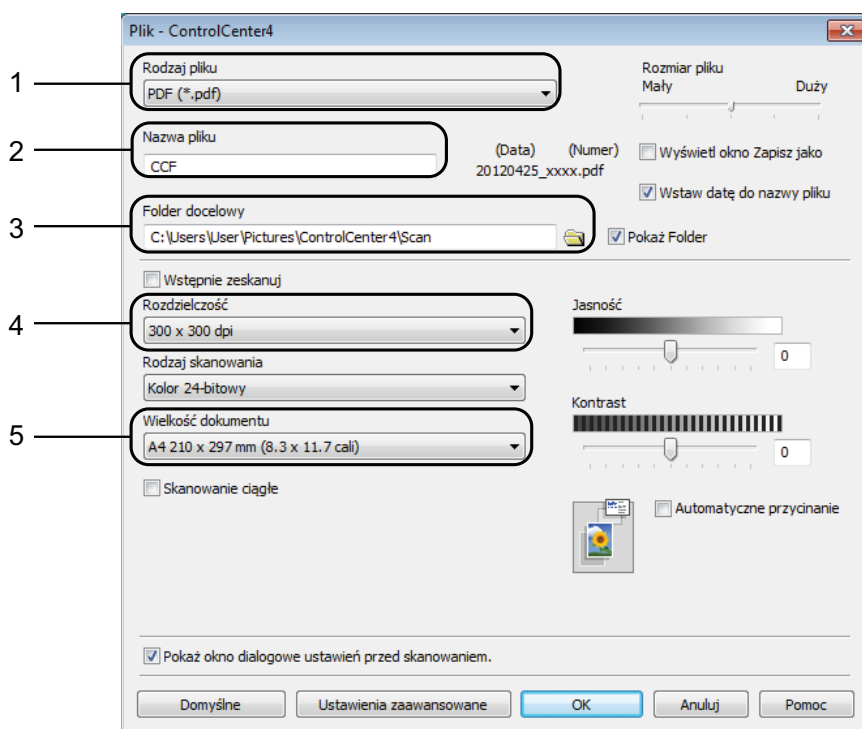 Plik - ControlCenter4
1
Rodzaj pliku
PDF (*.pdf)
Rozmiar pliku
Mały Duży
2
Nazwa pliku
CCF
(Data) (Numer)
20120425_xxxx.pdf
Wyświetl okno Zapisz jako
Wstaw datę do nazwy pliku
3
Folder docelowy
C:\Users\User\Pictures\ControlCenter4\Scan
Pokaż Folder
Wstępnie zeskanuj
4
Rozdzielczość
300 x 300 dpi
Jasność
0
Rodzaj skanowania
Kolor 24-bitowy
Kontrast
0
5
Wielkość dokumentu
A4 210 x 297 mm (8.3 x 11.7 cali)
Skanowanie ciągłe
Automatyczne przycinanie
Pokaż okno dialogowe ustawień przed skanowaniem.
Domyślne Ustawienia zaawansowane OK Anuluj Pomoc